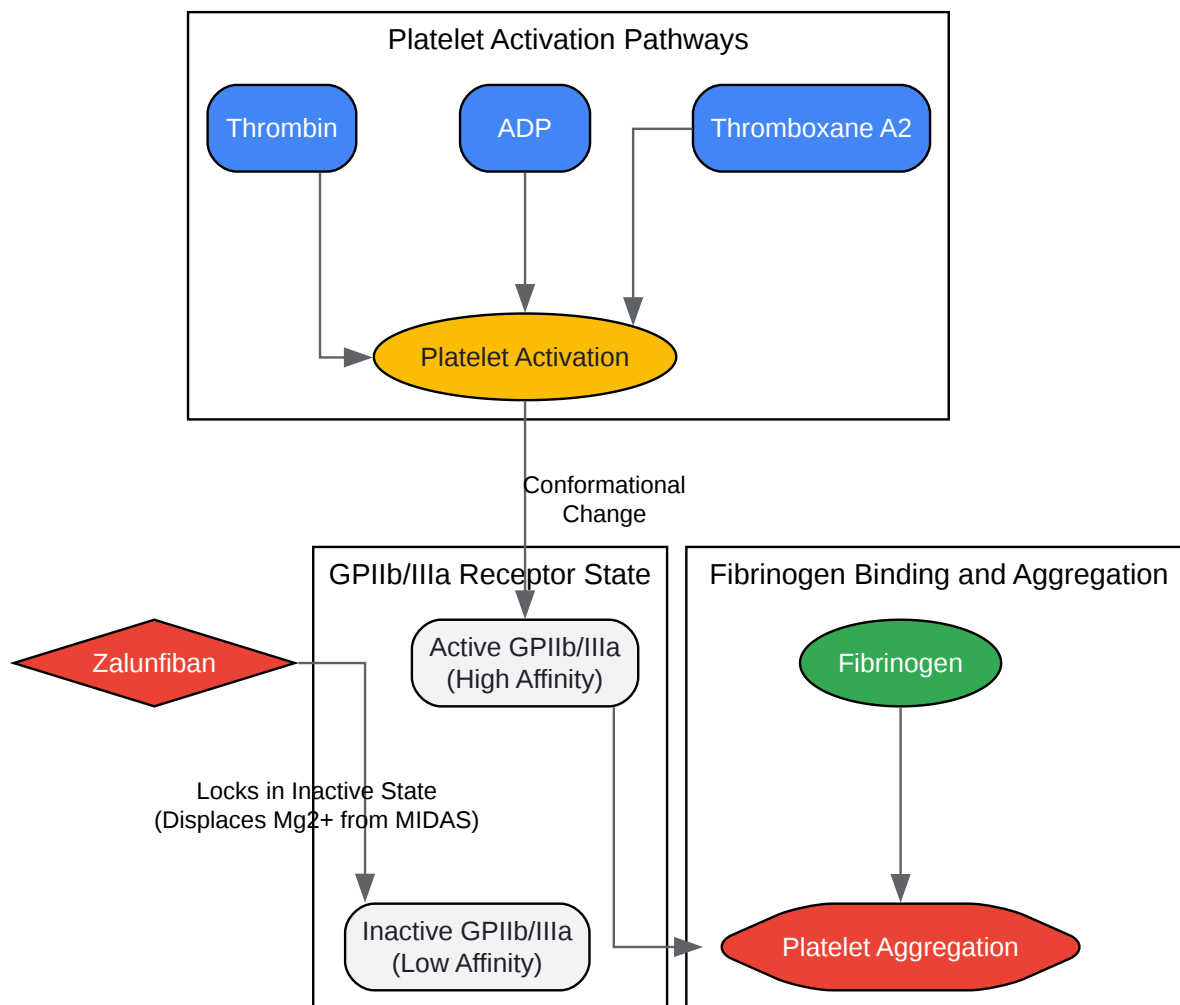 Platelet Activation Pathways
Thrombin
ADP
Thromboxane A2
Platelet Activation
Conformational
Change
GPIIb/IIIa Receptor State
Fibrinogen Binding and Aggregation
Zalunfiban
Active GPIIb/IIIa
(High Affinity)
Fibrinogen
Locks in Inactive State
(Displaces Mg2+ from MIDAS)
Inactive GPIIb/IIIa
(Low Affinity)
Platelet Aggregation